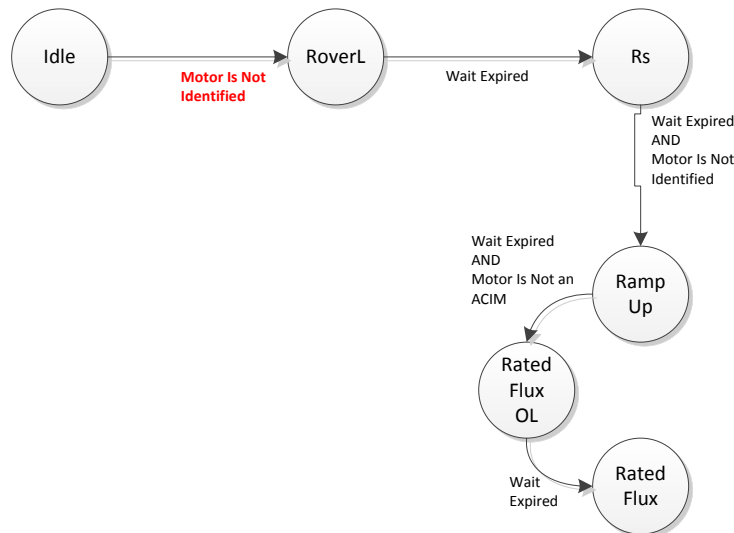 Idle
Motor Is Not
Identified
RoverL
Wait Expired
Rs
Wait Expired
AND
Motor Is Not
Identified
Ramp
Up
Wait Expired
AND
Motor Is Not an
ACIM
Rated
Flux
OL
Wait
Expired
Rated
Flux